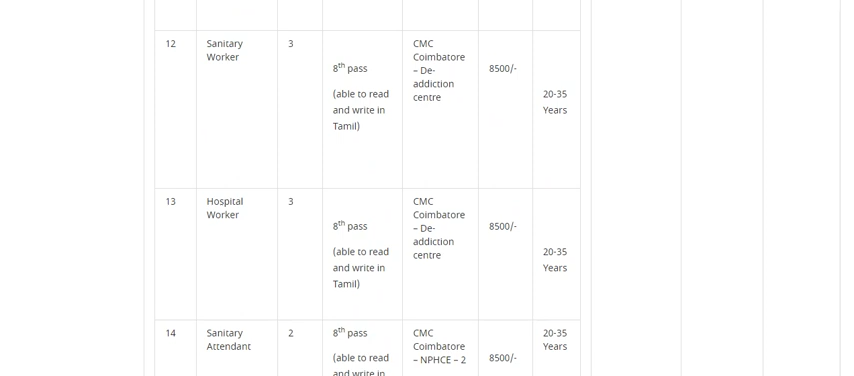 12
Sanitary
Worker
3
8th pass
(able to read
and write in
Tamil)
CMC
Coimbatore
– De-
addiction
centre
8500/-
20-35
Years
13
Hospital
Worker
3
8th pass
(able to read
and write in
Tamil)
CMC
Coimbatore
– De-
addiction
centre
8500/-
20-35
Years
14
Sanitary
Attendant
2
8th pass
(able to read
and write in
CMC
Coimbatore
– NPHCE – 2
8500/-
20-35
Years